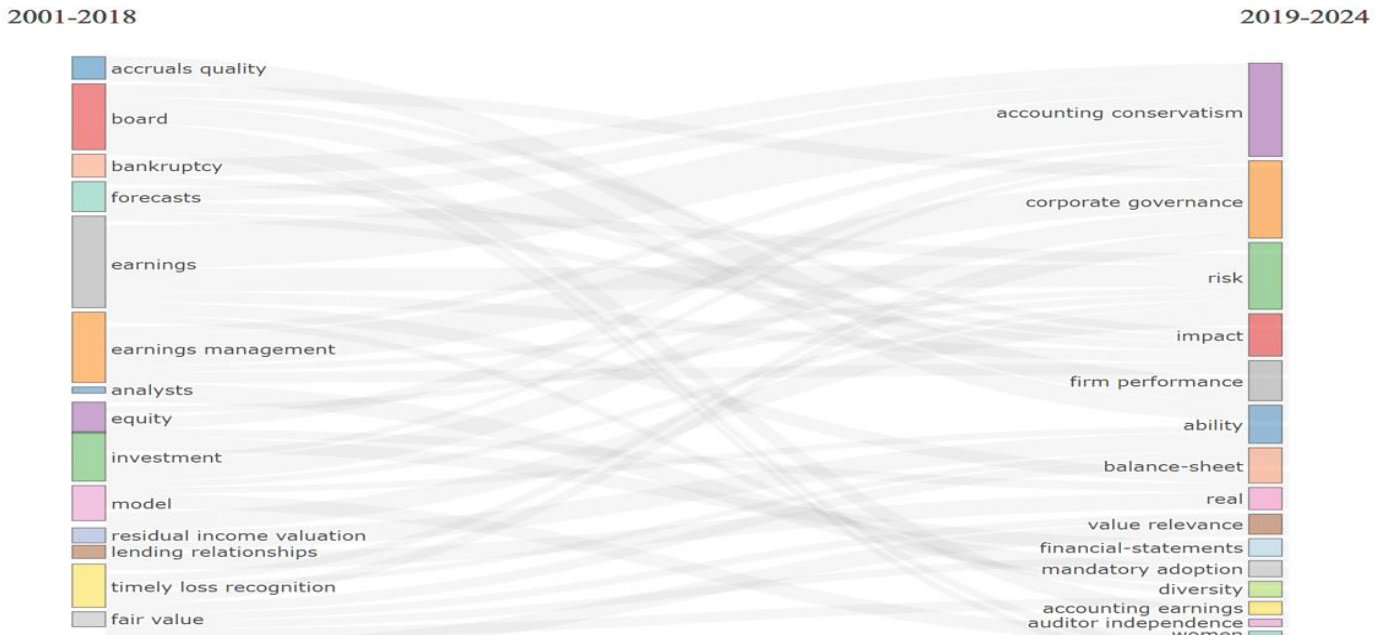 2001-2018
2019-2024
accruals quality
board
bankruptcy
forecasts
earnings
earnings management
analysts
equity
investment
model
residual income valuation
lending relationships
timely loss recognition
fair value
accounting conservatism
corporate governance
risk
impact
firm performance
ability
balance-sheet
real
value relevance
financial-statements
mandatory adoption
diversity
accounting earnings
auditor independence
women